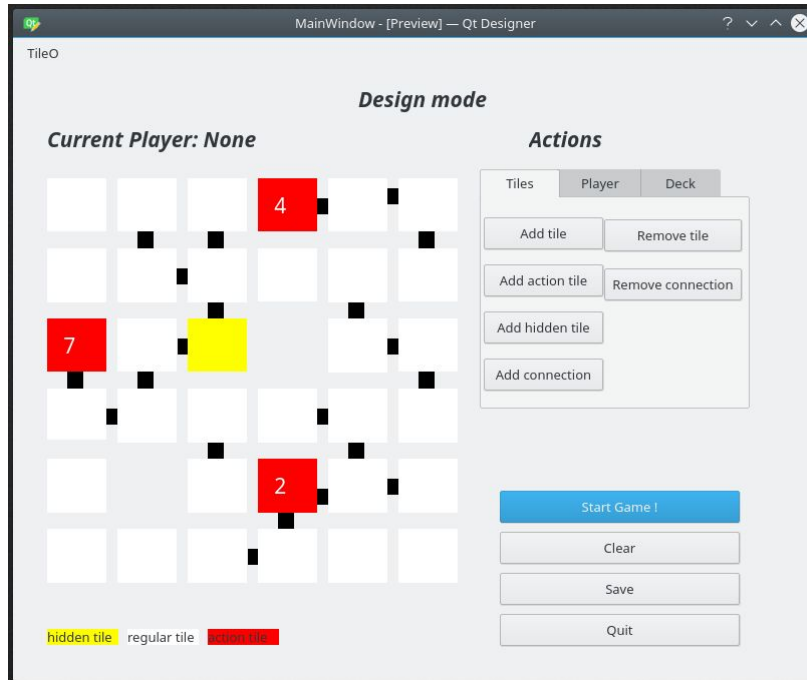 MainWindow - [Preview] — Qt Designer
TileO
Design mode
Current Player: None
Actions
Tiles Player Deck
4
Add tile Remove tile
Add action tile Remove connection
7
Add hidden tile
Add connection
2
Start Game !
Clear
Save
Quit
hidden tile regular tile action tile